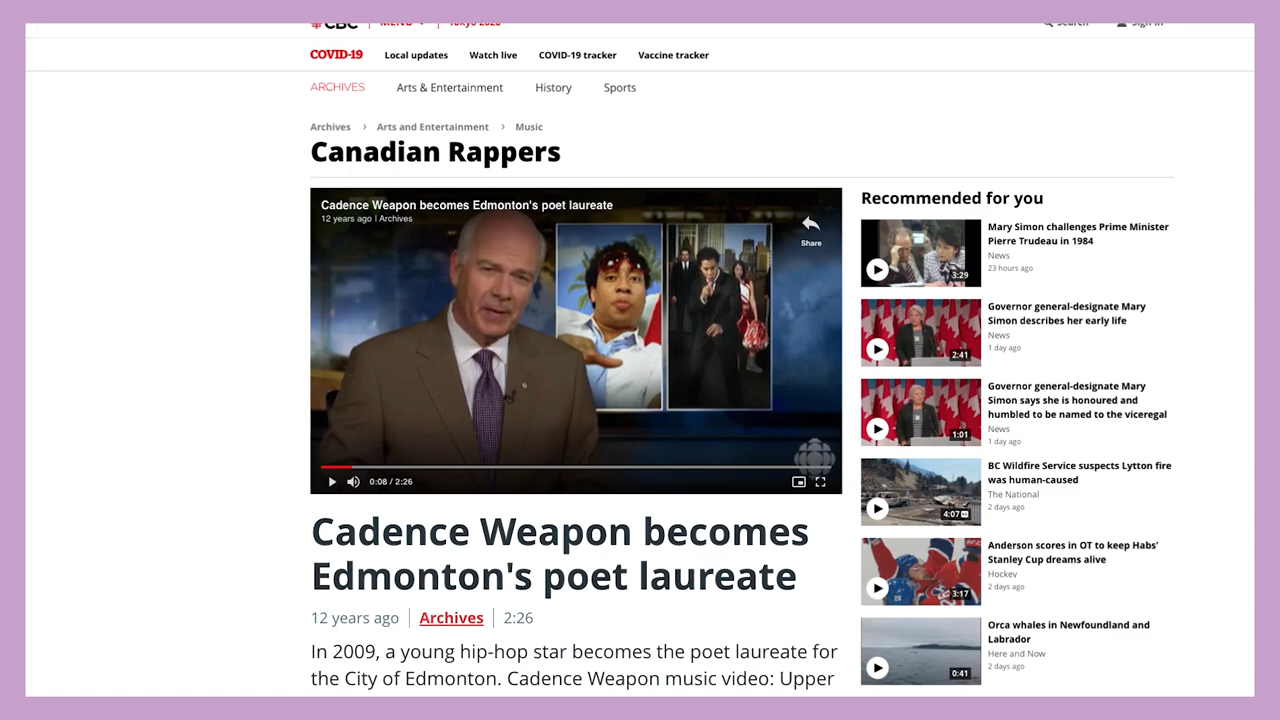 CBC
MENU
Tokyo 2020
Search
Sign In
COVID-19
Local updates
Watch live
COVID-19 tracker
Vaccine tracker
ARCHIVES
Arts & Entertainment
History
Sports
Archives > Arts and Entertainment > Music
Canadian Rappers
Cadence Weapon becomes Edmonton's poet laureate
12 years ago | Archives
Share
0:08 / 2:26
Cadence Weapon becomes
Edmonton's poet laureate
12 years ago | Archives | 2:26
In 2009, a young hip-hop star becomes the poet laureate for
the City of Edmonton. Cadence Weapon music video: Upper
Recommended for you
Mary Simon challenges Prime Minister
Pierre Trudeau in 1984
News
23 hours ago
3:29
Governor general-designate Mary
Simon describes her early life
News
1 day ago
2:41
Governor general-designate Mary
Simon says she is honoured and
humbled to be named to the viceregal
News
1 day ago
1:01
BC Wildfire Service suspects Lytton fire
was human-caused
The National
2 days ago
4:07
Anderson scores in OT to keep Habs'
Stanley Cup dreams alive
Hockey
2 days ago
3:17
Orca whales in Newfoundland and
Labrador
Here and Now
2 days ago
0:41